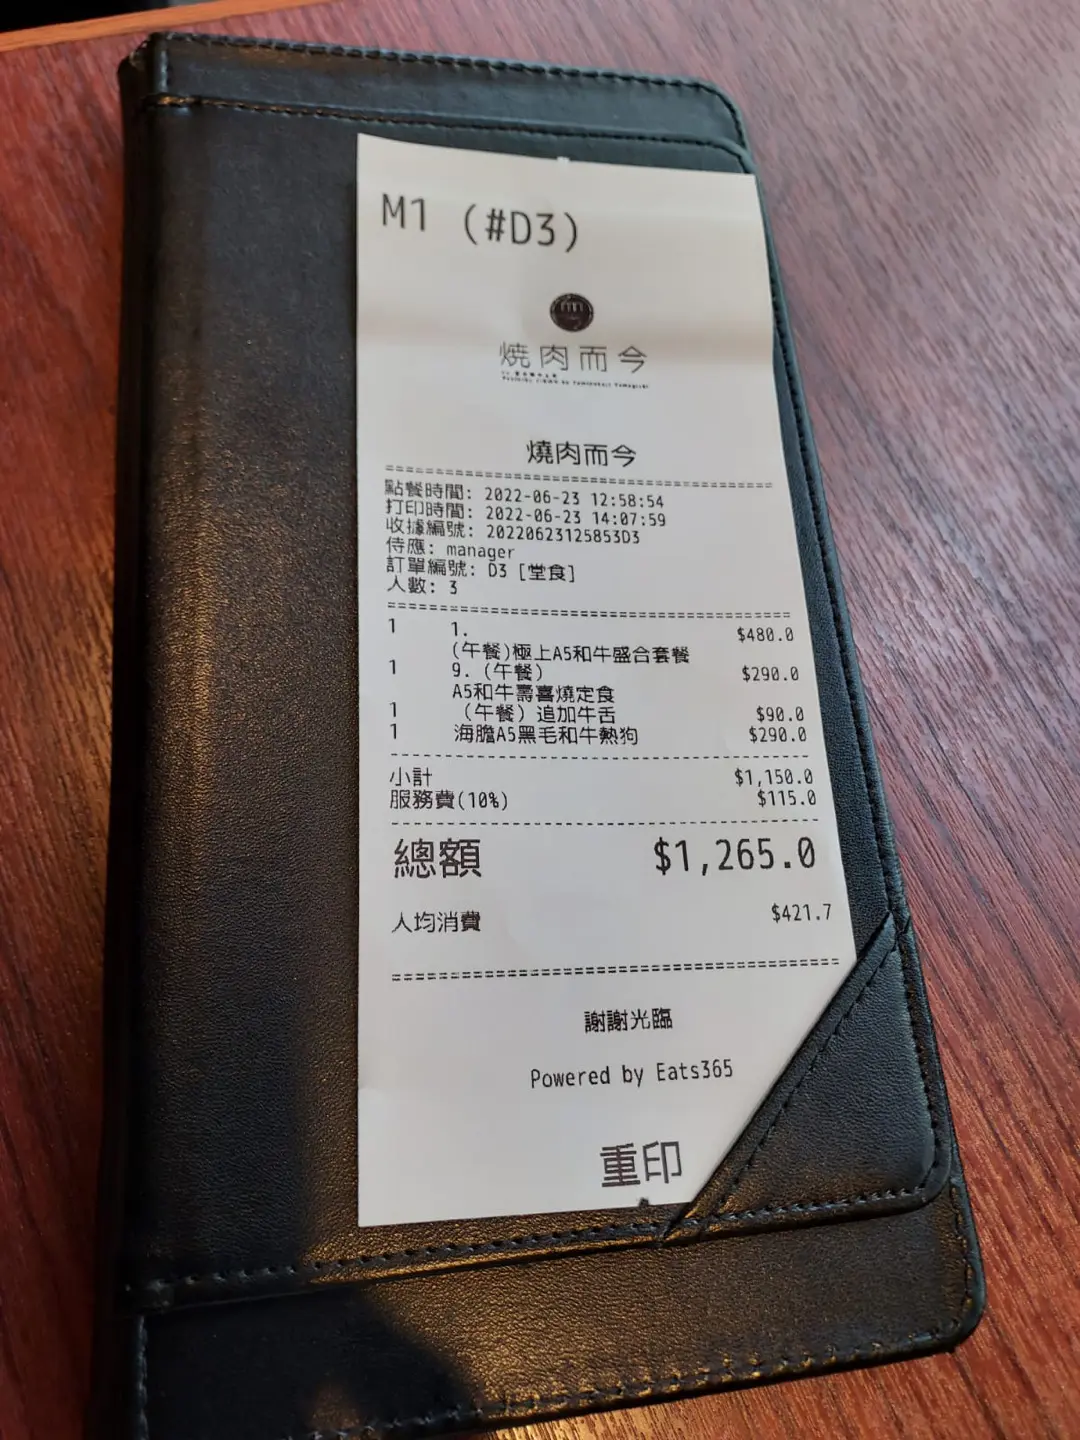 M1 (#D3)
焼肉而今
燒肉而今
點餐時間: 2022-06-23 12:58:54
打印時間: 2022-06-23 14:07:59
收據編號: 20220623125853D3
侍應: manager
訂單編號: D3 [堂食]
人數: 3
1 1. $480.0
(午餐)極上A5和牛盛合套餐
1 9. (午餐) $290.0
A5和牛壽喜燒定食
1 (午餐) 追加牛舌 $90.0
1 海膽A5黑毛和牛熱狗 $290.0
小計 $1,150.0
服務費(10%) $115.0
總額 $1,265.0
人均消費 $421.7
謝謝光臨
Powered by Eats365
重印